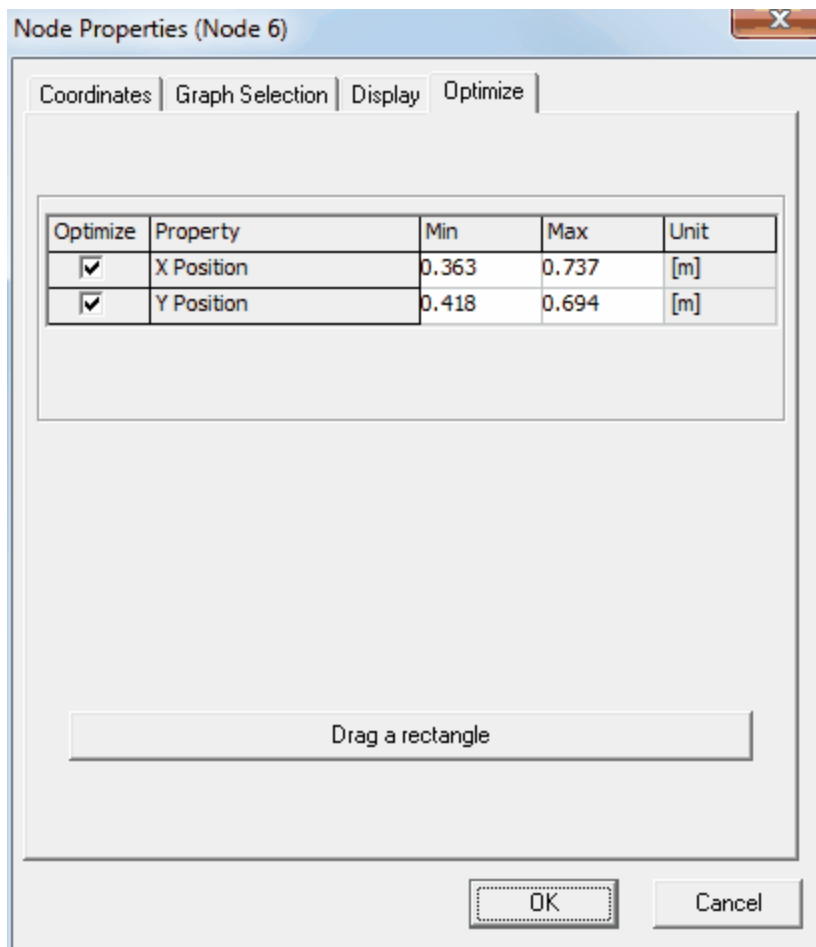 Node Properties (Node 6)
Coordinates Graph Selection Display Optimize
Optimize Property Min Max Unit
X Position 0.363 0.737 [m]
Y Position 0.418 0.694 [m]
Drag a rectangle
OK Cancel